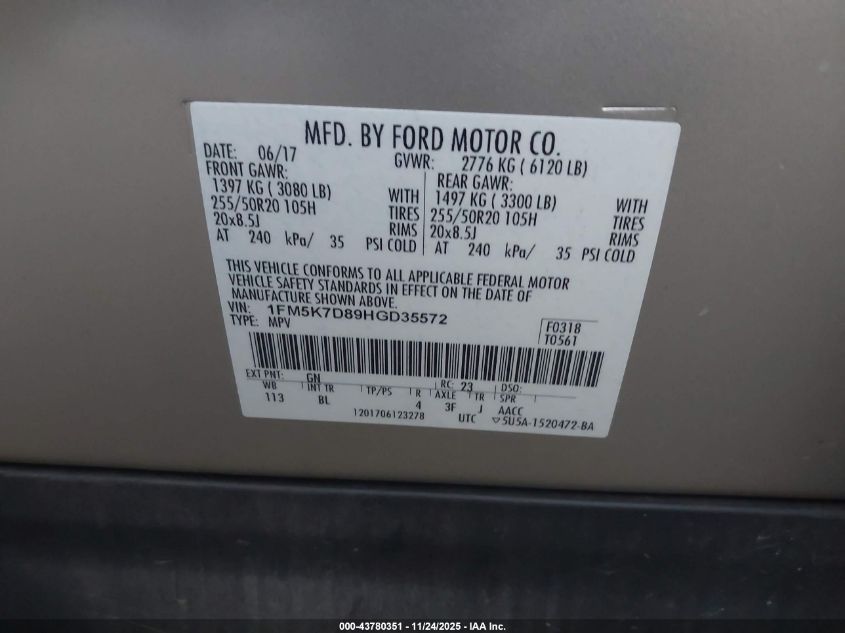 MFD. BY FORD MOTOR CO.
DATE: 06/17 GVWR: 2776 KG ( 6120 LB)
FRONT GAWR: REAR GAWR:
1397 KG ( 3080 LB) WITH 1497 KG ( 3300 LB) WITH
255/50R20 105H TIRES 255/50R20 105H TIRES
20x8.5J RIMS 20x8.5J RIMS
AT 240 kPa/ 35 PSI COLD AT 240 kPa/ 35 PSI COLD
THIS VEHICLE CONFORMS TO ALL APPLICABLE FEDERAL MOTOR
VEHICLE SAFETY STANDARDS IN EFFECT ON THE DATE OF
MANUFACTURE SHOWN ABOVE.
VIN: 1FM5K7D89HGD35572
TYPE: MPV
F0318
T0561
EXT PNT: GN RC: 23 DSO:
WB INT TR TP/PS R AXLE TR SPR
113 BL 4 3F J AACC
1201706123278 UTC ▽5U5A-1520472-BA
000-43780351 - 11/24/2025 - IAA Inc.